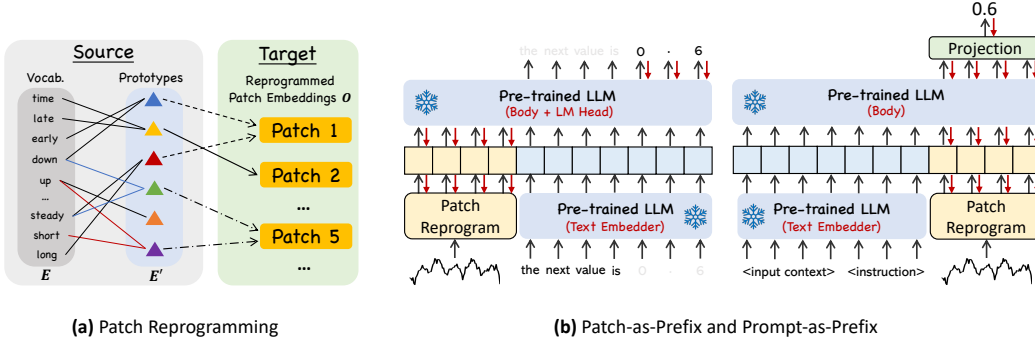 Source
Target
Vocab.
Prototypes
Reprogrammed
Patch Embeddings O
time
late
early
down
up
...
steady
short
long
E
E'
Patch 1
Patch 2
...
Patch 5
...
(a) Patch Reprogramming
the next value is 0 . 6
Pre-trained LLM
(Body + LM Head)
Patch
Reprogram
Pre-trained LLM
(Text Embedder)
the next value is 0 . 6
0.6
Projection
Pre-trained LLM
(Body)
Pre-trained LLM
(Text Embedder)
Patch
Reprogram
<input context> <instruction>
(b) Patch-as-Prefix and Prompt-as-Prefix